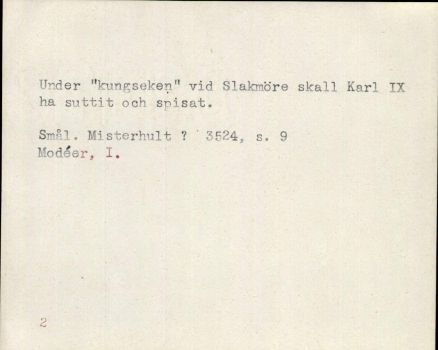 Under "kungseken" vid Slakmöre skall Karl IX
ha suttit och spisat.
Smål. Misterhult ? 3524, s. 9
Modéer, I.
2